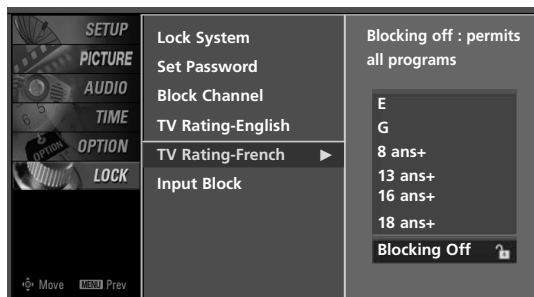 SETUP
PICTURE
AUDIO
TIME
OPTION
LOCK
Move MENU Prev
Lock System
Set Password
Block Channel
TV Rating-English
TV Rating-French ►
Input Block
Blocking off : permits
all programs
E
G
8 ans+
13 ans+
16 ans+
18 ans+
Blocking Off